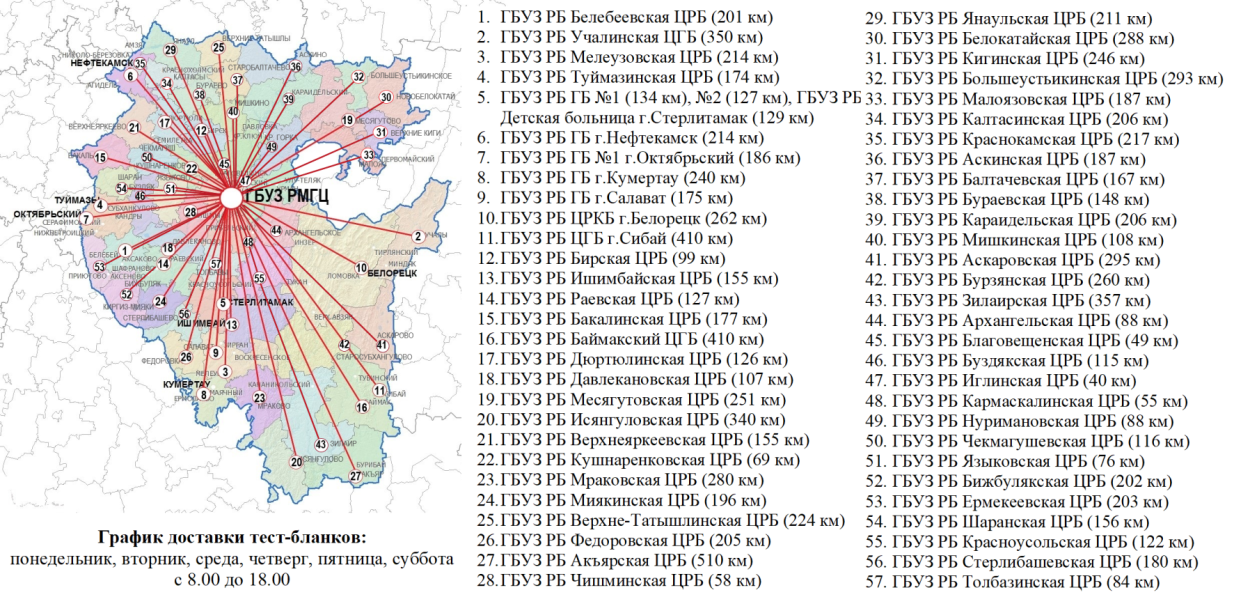 НЕФТЕКАМСК
ТУЙМАЗЫ
ОКТЯБРЬСКИЙ
ГБУЗ РМГЦ
БЕЛОРЕЦК
СТЕРЛИТАМАК
ИШИМБАЙ
КУМЕРТАУ
График доставки тест-бланков:
понедельник, вторник, среда, четверг, пятница, суббота
с 8.00 до 18.00
1. ГБУЗ РБ Белебеевская ЦРБ (201 км)
2. ГБУЗ РБ Учалинская ЦГБ (350 км)
3. ГБУЗ РБ Мелеузовская ЦРБ (214 км)
4. ГБУЗ РБ Туймазинская ЦРБ (174 км)
5. ГБУЗ РБ ГБ №1 (134 км), №2 (127 км), ГБУЗ РБ
Детская больница г.Стерлитамак (129 км)
6. ГБУЗ РБ ГБ г.Нефтекамск (214 км)
7. ГБУЗ РБ ГБ №1 г.Октябрьский (186 км)
8. ГБУЗ РБ ГБ г.Кумертау (240 км)
9. ГБУЗ РБ ГБ г.Салават (175 км)
10. ГБУЗ РБ ЦРКБ г.Белорецк (262 км)
11. ГБУЗ РБ ЦГБ г.Сибай (410 км)
12. ГБУЗ РБ Бирская ЦРБ (99 км)
13. ГБУЗ РБ Ишимбайская ЦРБ (155 км)
14. ГБУЗ РБ Раевская ЦРБ (127 км)
15. ГБУЗ РБ Бакалинская ЦРБ (177 км)
16. ГБУЗ РБ Баймакский ЦГБ (410 км)
17. ГБУЗ РБ Дюртюлинская ЦРБ (126 км)
18. ГБУЗ РБ Давлекановская ЦРБ (107 км)
19. ГБУЗ РБ Месягутовская ЦРБ (251 км)
20. ГБУЗ РБ Исянгуловская ЦРБ (340 км)
21. ГБУЗ РБ Верхнеяркеевская ЦРБ (155 км)
22. ГБУЗ РБ Кушнаренковская ЦРБ (69 км)
23. ГБУЗ РБ Мраковская ЦРБ (280 км)
24. ГБУЗ РБ Миякинская ЦРБ (196 км)
25. ГБУЗ РБ Верхне-Татышлинская ЦРБ (224 км)
26. ГБУЗ РБ Федоровская ЦРБ (205 км)
27. ГБУЗ РБ Акъярская ЦРБ (510 км)
28. ГБУЗ РБ Чишминская ЦРБ (58 км)
29. ГБУЗ РБ Янаульская ЦРБ (211 км)
30. ГБУЗ РБ Белокатайская ЦРБ (288 км)
31. ГБУЗ РБ Кигинская ЦРБ (246 км)
32. ГБУЗ РБ Большеустьикинская ЦРБ (293 км)
33. ГБУЗ РБ Малоязовская ЦРБ (187 км)
34. ГБУЗ РБ Калтасинская ЦРБ (206 км)
35. ГБУЗ РБ Краснокамская ЦРБ (217 км)
36. ГБУЗ РБ Аскинская ЦРБ (187 км)
37. ГБУЗ РБ Балтачевская ЦРБ (167 км)
38. ГБУЗ РБ Бураевская ЦРБ (148 км)
39. ГБУЗ РБ Караидельская ЦРБ (206 км)
40. ГБУЗ РБ Мишкинская ЦРБ (108 км)
41. ГБУЗ РБ Аскаровская ЦРБ (295 км)
42. ГБУЗ РБ Бурзянская ЦРБ (260 км)
43. ГБУЗ РБ Зилаирская ЦРБ (357 км)
44. ГБУЗ РБ Архангельская ЦРБ (88 км)
45. ГБУЗ РБ Благовещенская ЦРБ (49 км)
46. ГБУЗ РБ Буздякская ЦРБ (115 км)
47. ГБУЗ РБ Иглинская ЦРБ (40 км)
48. ГБУЗ РБ Кармаскалинская ЦРБ (55 км)
49. ГБУЗ РБ Нуримановская ЦРБ (88 км)
50. ГБУЗ РБ Чекмагушевская ЦРБ (116 км)
51. ГБУЗ РБ Языковская ЦРБ (76 км)
52. ГБУЗ РБ Бижбулякская ЦРБ (202 км)
53. ГБУЗ РБ Ермекеевская ЦРБ (203 км)
54. ГБУЗ РБ Шаранская ЦРБ (156 км)
55. ГБУЗ РБ Красноусольская ЦРБ (122 км)
56. ГБУЗ РБ Стерлибашевская ЦРБ (180 км)
57. ГБУЗ РБ Толбазинская ЦРБ (84 км)